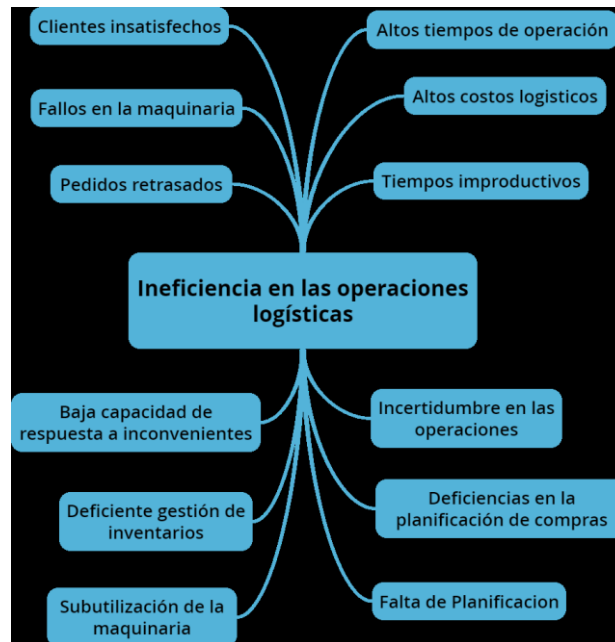 Clientes insatisfechos
Altos tiempos de operación
Fallos en la maquinaria
Altos costos logisticos
Pedidos retrasados
Tiempos improductivos
Ineficiencia en las operaciones
logísticas
Baja capacidad de
respuesta a inconvenientes
Incertidumbre en las
operaciones
Deficiente gestión de
inventarios
Deficiencias en la
planificación de compras
Subutilización de la
maquinaria
Falta de Planificacion